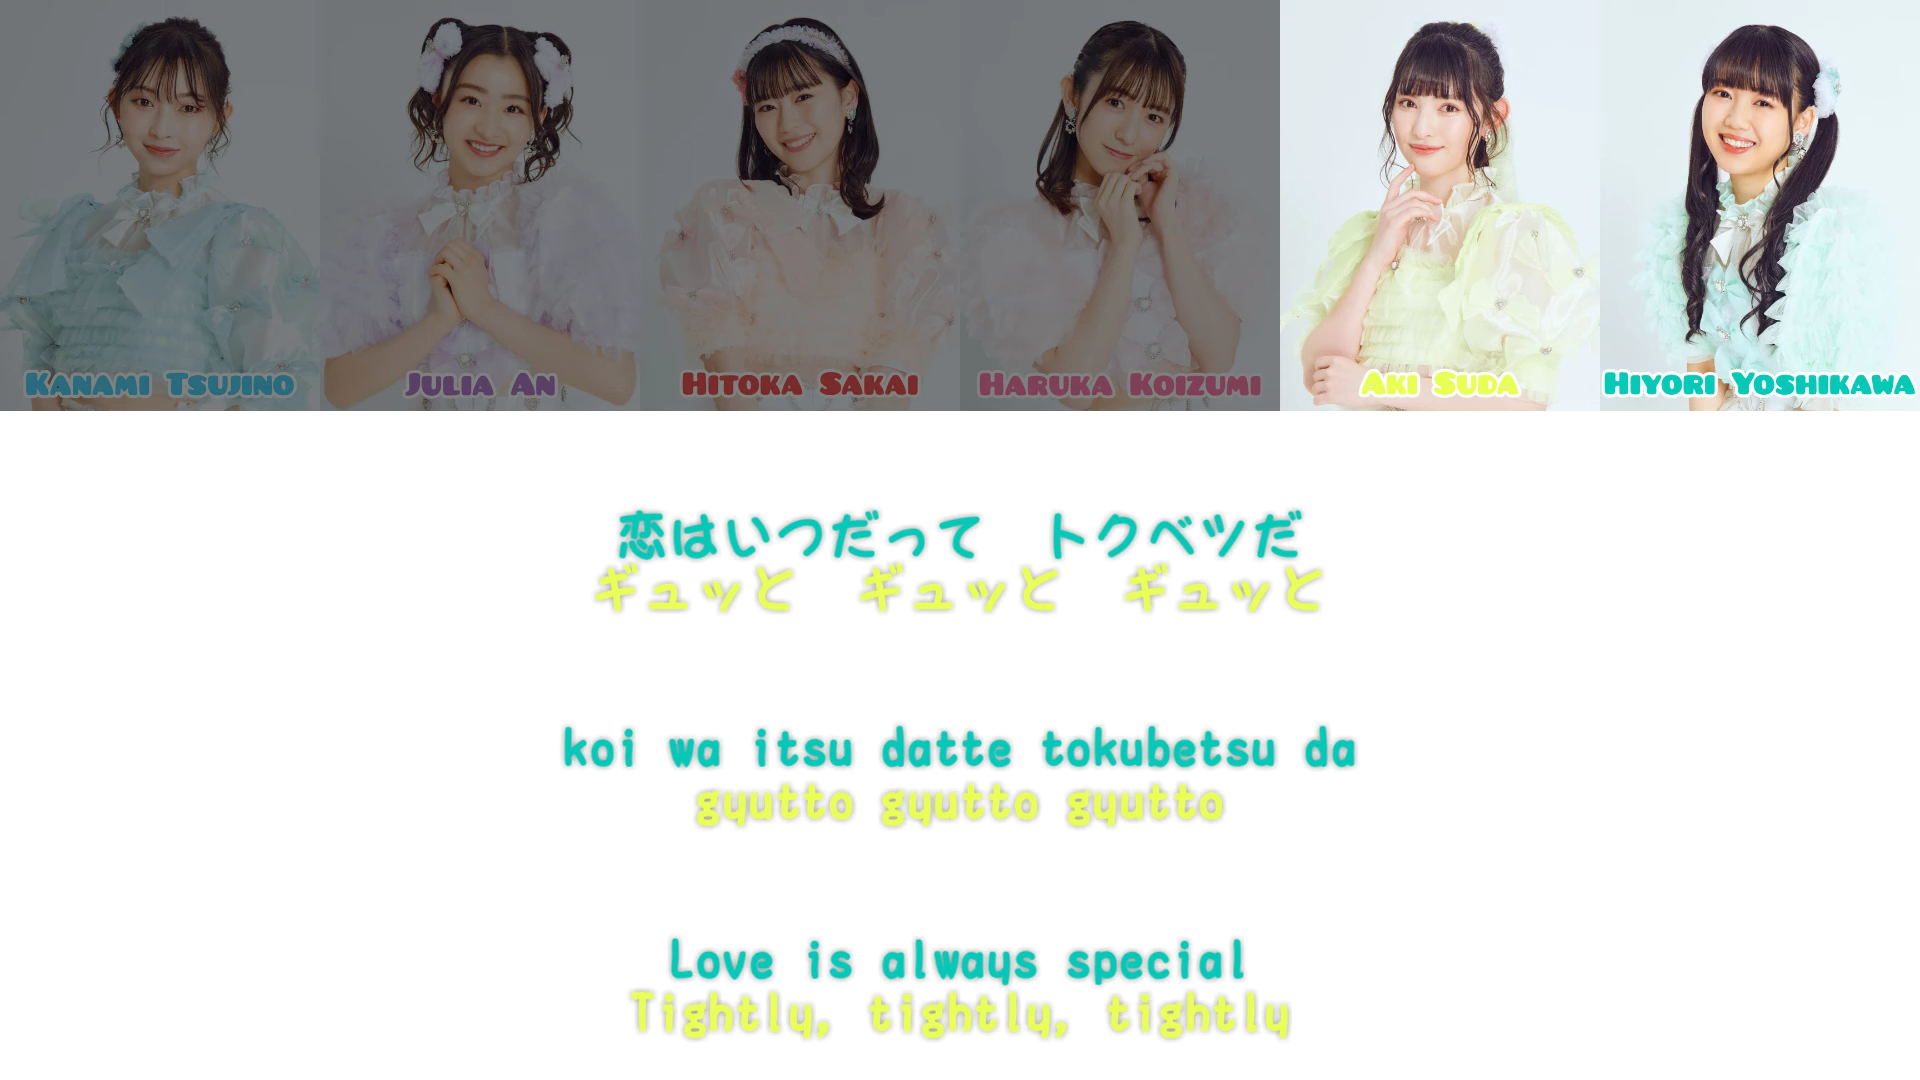 Kanami Tsujino
Julia An
Hitoka Sakai
Haruka Koizumi
Aki Suda
Hiyori Yoshikawa
恋はいつだって　トクベツだ
ギュッと　ギュッと　ギュッと
koi wa itsu datte tokubetsu da
gyutto gyutto gyutto
Love is always special
Tightly, tightly, tightly